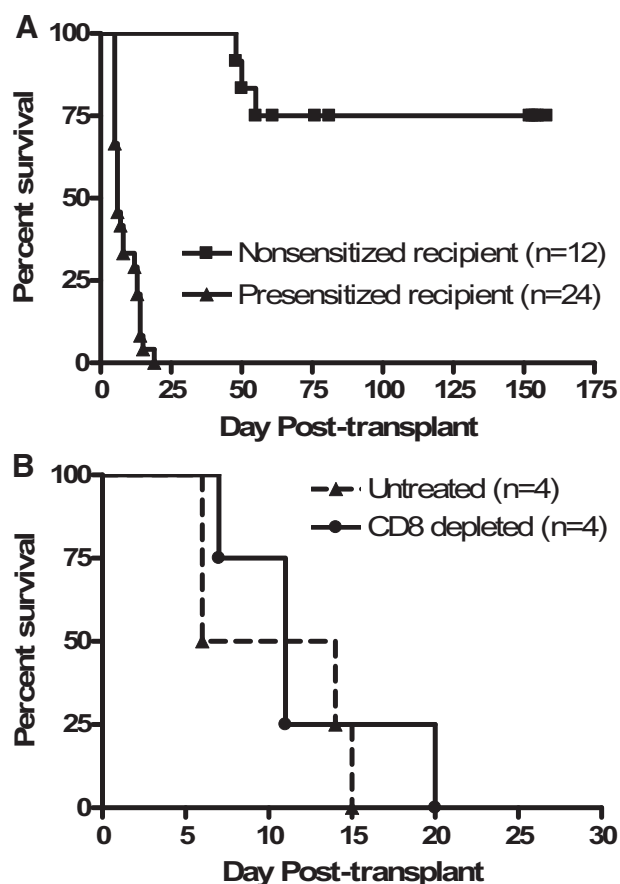 A
100
75
50
25
0
Percent survival
Nonsensitized recipient (n=12)
Presensitized recipient (n=24)
0 25 50 75 100 125 150 175
Day Post-transplant
B
100
75
50
25
0
Percent survival
Untreated (n=4)
CD8 depleted (n=4)
0 5 10 15 20 25 30
Day Post-transplant